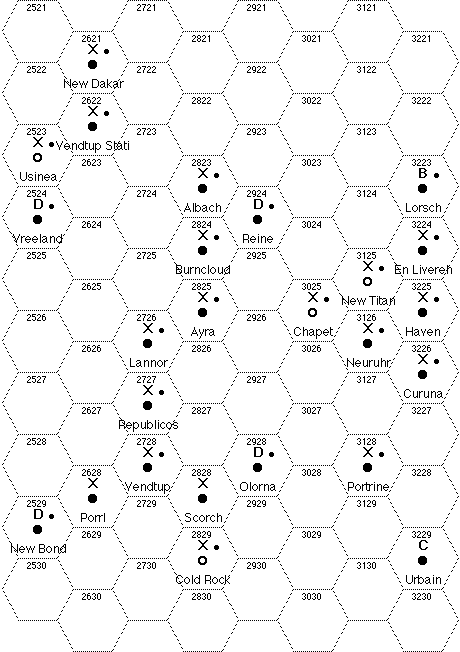 2521 2721 2921 3121
2621 2821 3021 3221
X
2522 2722 2922 3122
New Dakar
2622 2822 3022 3222
X
2523 2723 2923 3123
X Yendtup Stati
2623 2823 3023 3223
X B
Usinea
2524 2724 2924 3124
D D
Albach Lorsch
2624 2824 3024 3224
X X
Vreeland Reine
2525 2725 2925 3125
X
Burncloud En Livereh
2625 2825 3025 3225
X X X
New Titan
2526 2726 2926 3126
X X
Ayra Chapet Haven
2626 2826 3026 3226
X
Lannor Neuruhr
2527 2727 2927 3127
X
Curuna
2627 2827 3027 3227
Republicos
2528 2728 2928 3128
X D X
2628 2828 3028 3228
X X
Yendtup Olorna Portrine
2529 2729 2929 3129
D
Porrl Scorch
2629 2829 3029 3229
X C
New Bond
2530 2730 2930 3130
Cold Rock Urbain
2630 2830 3030 3230